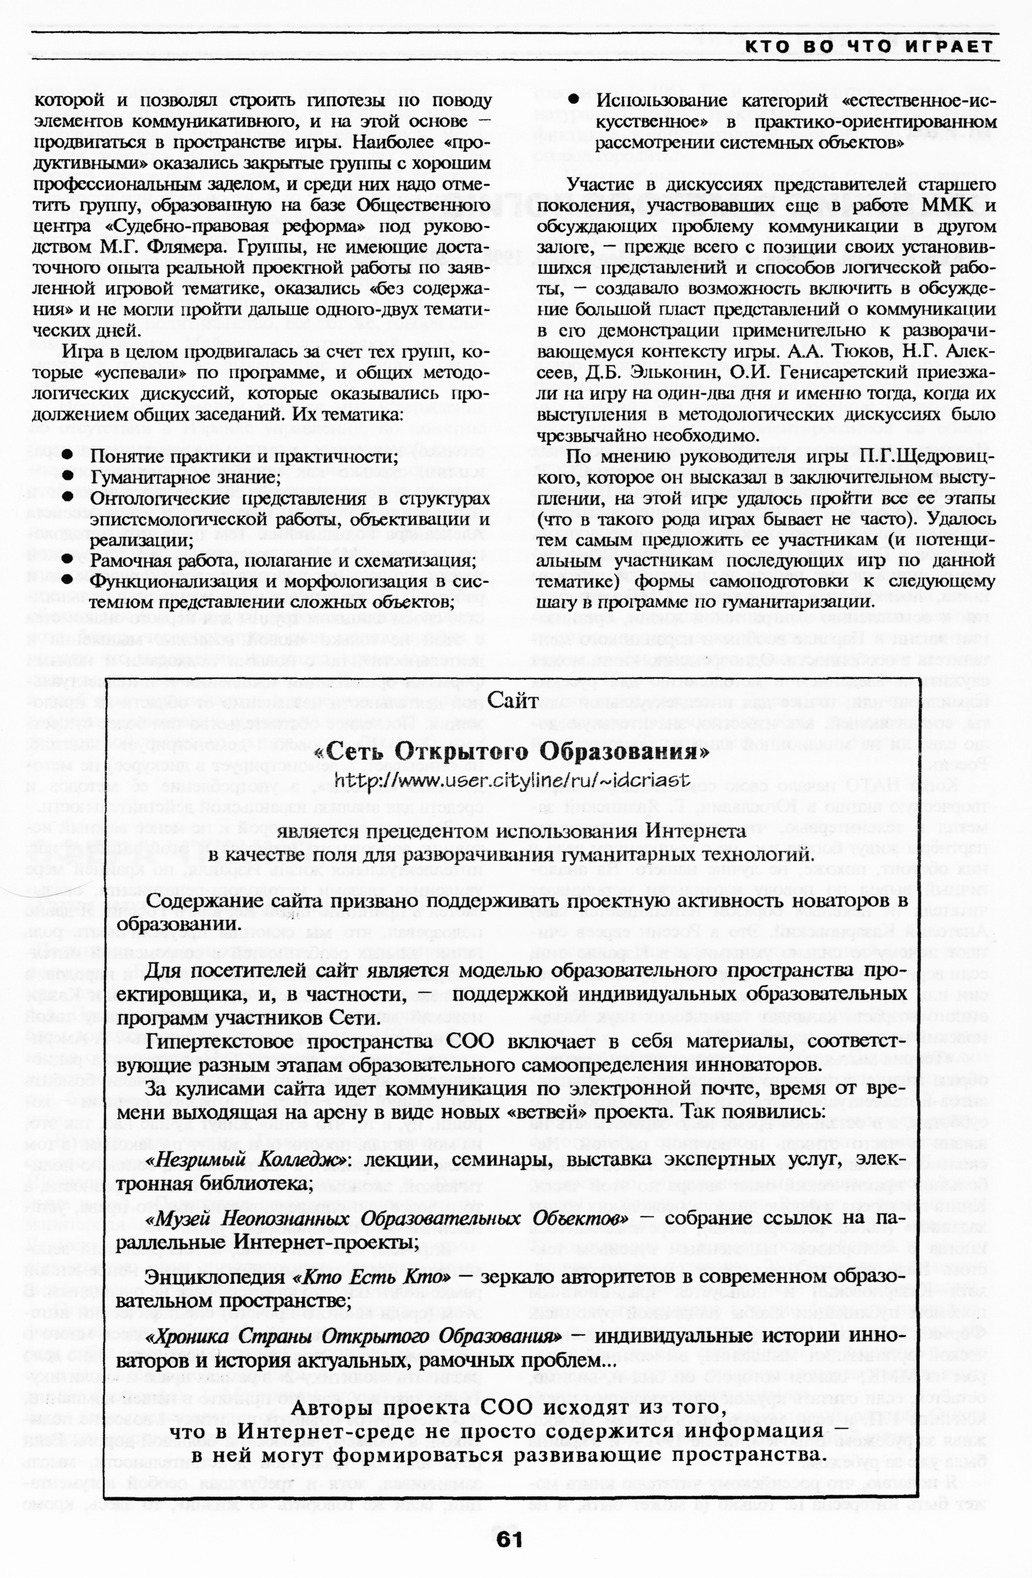 КТО ВО ЧТО ИГРАЕТ
которой и позволял строить гипотезы по поводу
элементов коммуникативного, и на этой основе —
продвигаться в пространстве игры. Наиболее «про-
дуктивными» оказались закрытые группы с хорошим
профессиональным заделом, и среди них надо отме-
тить группу, образованную на базе Общественного
центра «Судебно-правовая реформа» под руково-
дством М.Г. Флямера. Группы, не имеющие доста-
точного опыта реальной проектной работы по заяв-
ленной игровой тематике, оказались «без содержа-
ния» и не могли пройти дальше одного-двух темати-
ческих дней.
Игра в целом продвигалась за счет тех групп, ко-
торые «успевали» по программе, и общих методо-
логических дискуссий, которые оказывались про-
должением общих заседаний. Их тематика:
• Понятие практики и практичности;
• Гуманитарное знание;
• Онтологические представления в структурах
эпистемологической работы, объективации и
реализации;
• Рамочная работа, полагание и схематизация;
• Функционализация и морфологизация в сис-
темном представлении сложных объектов;
• Использование категорий «естественное-ис-
кусственное» в практико-ориентированном
рассмотрении системных объектов»
Участие в дискуссиях представителей старшего
поколения, участвовавших еще в работе ММК и
обсуждающих проблему коммуникации в другом
залоге, — прежде всего с позиции своих установив-
шихся представлений и способов логической рабо-
ты, — создавало возможность включить в обсужде-
ние большой пласт представлений о коммуникации
в его демонстрации применительно к разворачи-
вающемуся контексту игры. А.А. Тюков, Н.Г. Алек-
сеев, Д.Б. Эльконин, О.И. Генисаретский приезжа-
ли на игру на один-два дня и именно тогда, когда их
выступления в методологических дискуссиях было
чрезвычайно необходимо.
По мнению руководителя игры П.Г.Щедровиц-
кого, которое он высказал в заключительном высту-
плении, на этой игре удалось пройти все ее этапы
(что в такого рода играх бывает не часто). Удалось
тем самым предложить ее участникам (и потенци-
альным участникам последующих игр по данной
тематике) формы самоподготовки к следующему
шагу в программе по гуманитаризации.
Сайт
«Сеть Открытого Образования»
http://www.user.cityline/ru/~idcriast
является прецедентом использования Интернета
в качестве поля для разворачивания гуманитарных технологий.
Содержание сайта призвано поддерживать проектную активность новаторов в
образовании.
Для посетителей сайт является моделью образовательного пространства про-
ектировщика, и, в частности, — поддержкой индивидуальных образовательных
программ участников Сети.
Гипертекстовое пространства СОО включает в себя материалы, соответст-
вующие разным этапам образовательного самоопределения инноваторов.
За кулисами сайта идет коммуникация по электронной почте, время от вре-
мени выходящая на арену в виде новых «ветвей» проекта. Так появились:
«Незримый Колледж»: лекции, семинары, выставка экспертных услуг, элек-
тронная библиотека;
«Музей Неопознанных Образовательных Объектов» — собрание ссылок на па-
раллельные Интернет-проекты;
Энциклопедия «Кто Есть Кто» — зеркало авторитетов в современном образо-
вательном пространстве;
«Хроника Страны Открытого Образования» — индивидуальные истории инно-
ваторов и история актуальных, рамочных проблем...
Авторы проекта СОО исходят из того,
что в Интернет-среде не просто содержится информация
в ней могут формироваться развивающие пространства.
61